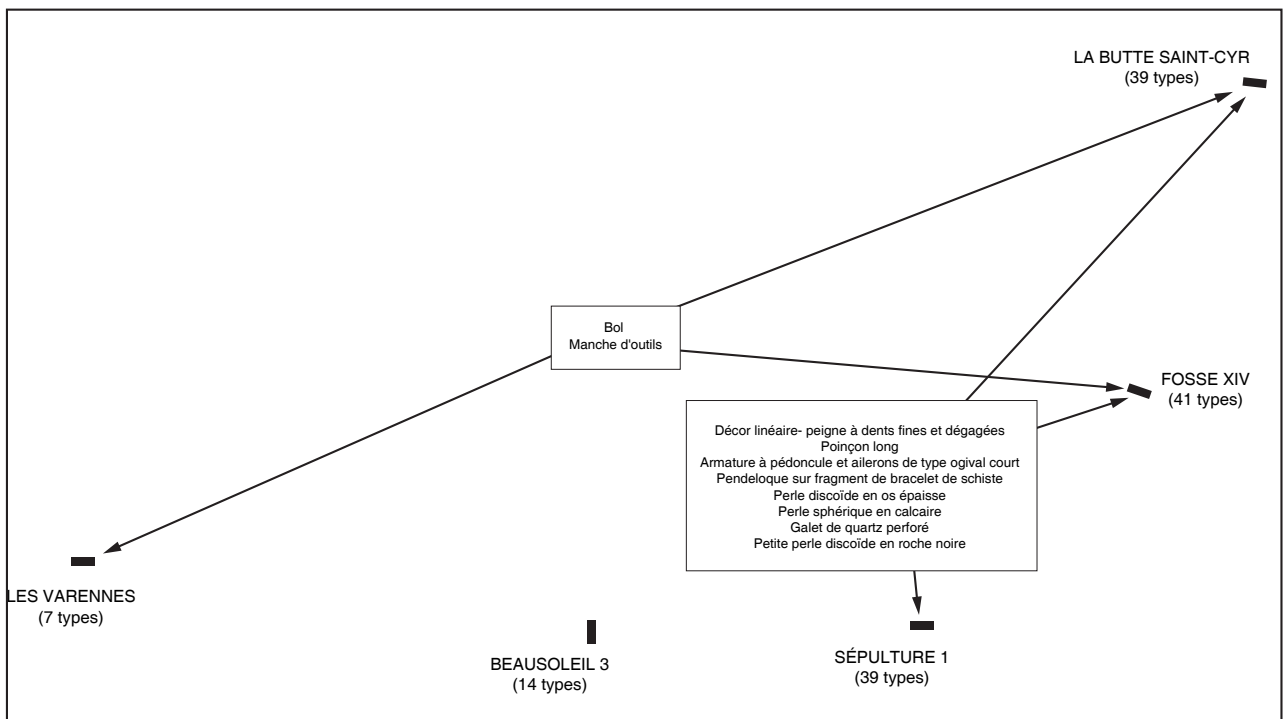 LA BUTTE SAINT-CYR
(39 types)
Bol
Manche d'outils
FOSSE XIV
(41 types)
Décor linéaire- peigne à dents fines et dégagées
Poinçon long
Armature à pédoncule et ailerons de type ogival court
Pendeloque sur fragment de bracelet de schiste
Perle discoïde en os épaisse
Perle sphérique en calcaire
Galet de quartz perforé
Petite perle discoïde en roche noire
LES VARENNES
(7 types)
BEAUSOLEIL 3
(14 types)
SÉPULTURE 1
(39 types)